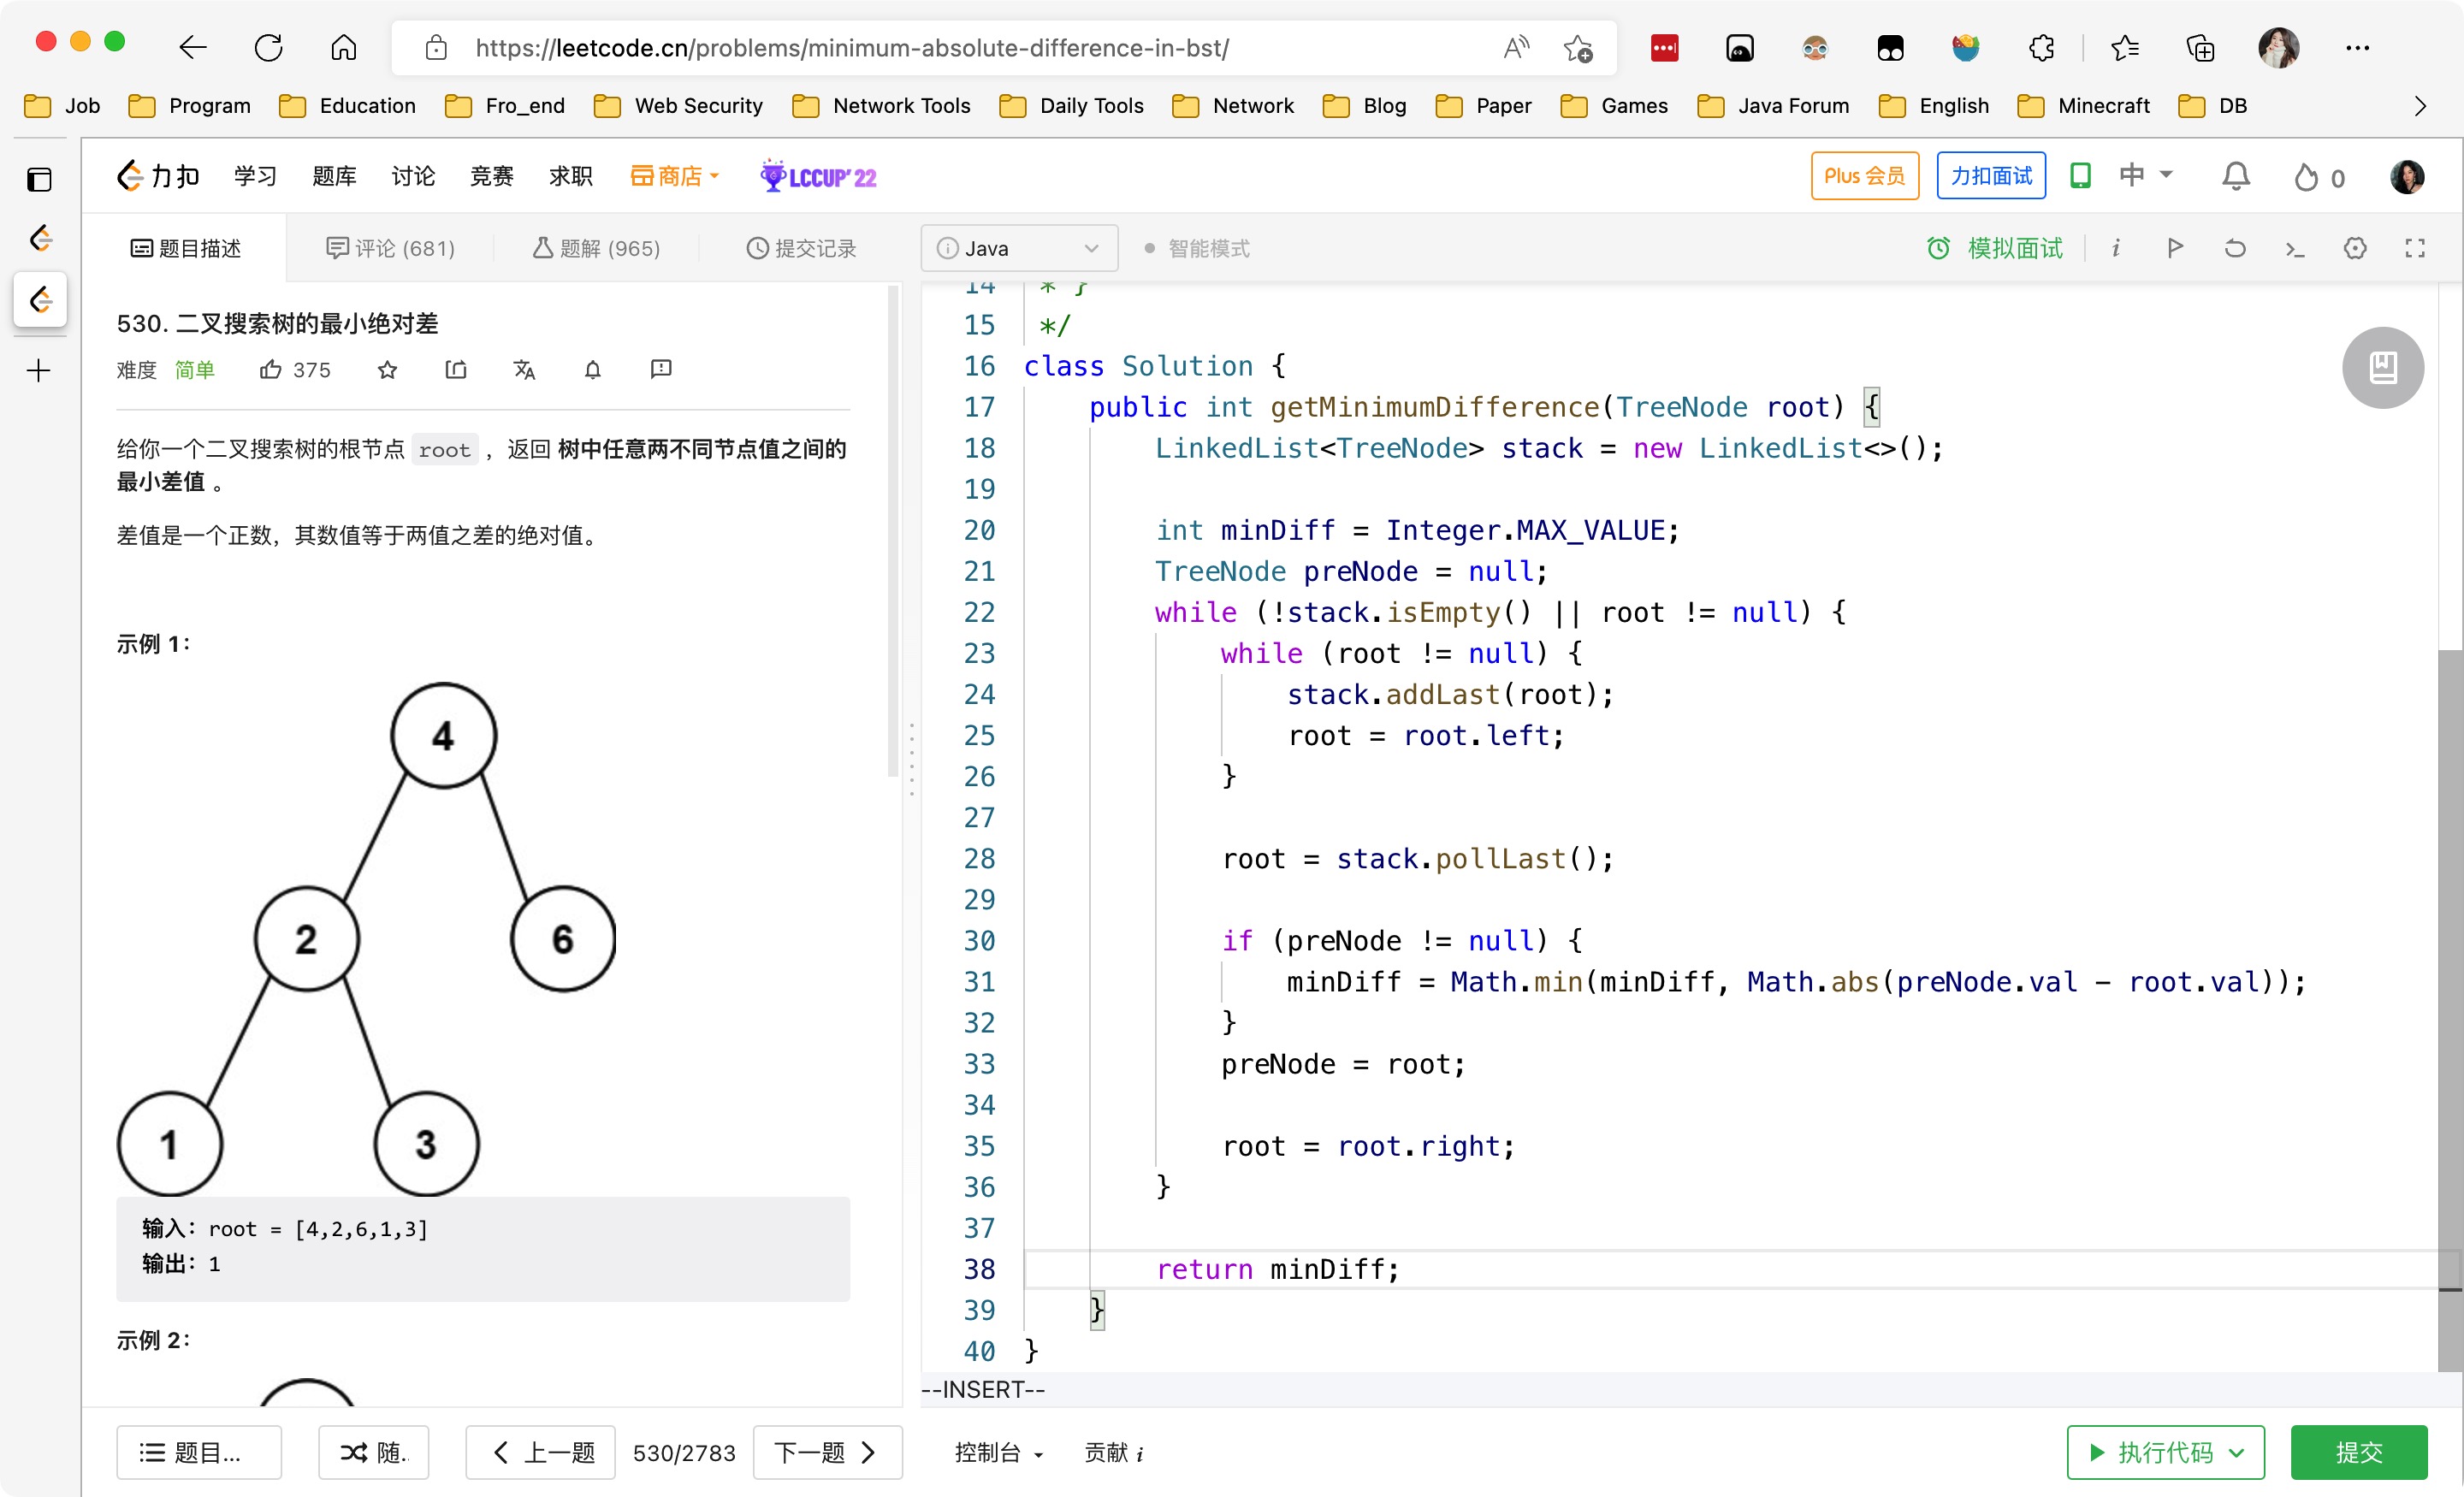 https://leetcode.cn/problems/minimum-absolute-difference-in-bst/
Job Program Education Fro_end Web Security Network Tools Daily Tools Network Blog Paper Games Java Forum English Minecraft DB
力扣 学习 题库 讨论 竞赛 求职 商店 LCCUP'22 Plus 会员 力扣面试 中 0
题目描述 评论 (681) 题解 (965) 提交记录
Java 智能模式 模拟面试
530. 二叉搜索树的最小绝对差
难度 简单 375
给你一个二叉搜索树的根节点 root ，返回 树中任意两不同节点值之间的
最小差值 。
差值是一个正数，其数值等于两值之差的绝对值。
示例 1：
4
2 6
1 3
输入：root = [4,2,6,1,3]
输出：1
示例 2：
14 * }
15 */
16 class Solution {
17 public int getMinimumDifference(TreeNode root) {
18 LinkedList<TreeNode> stack = new LinkedList<>();
19
20 int minDiff = Integer.MAX_VALUE;
21 TreeNode preNode = null;
22 while (!stack.isEmpty() || root != null) {
23 while (root != null) {
24 stack.addLast(root);
25 root = root.left;
26 }
27
28 root = stack.pollLast();
29
30 if (preNode != null) {
31 minDiff = Math.min(minDiff, Math.abs(preNode.val - root.val));
32 }
33 preNode = root;
34
35 root = root.right;
36 }
37
38 return minDiff;
39 }
40 }
--INSERT--
题目... 随.. 上一题 530/2783 下一题 控制台 贡献 i 执行代码 提交